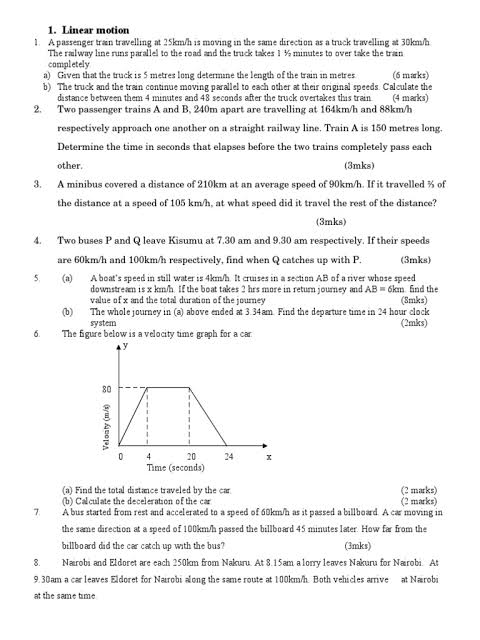 1. Linear motion
1. A passenger train travelling at 25km/h is moving in the same direction as a truck travelling at 30km/h.
The railway line runs parallel to the road and the truck takes 1 ½ minutes to over take the train
completely.
a) Given that the truck is 5 metres long determine the length of the train in metres. (6 marks)
b) The truck and the train continue moving parallel to each other at their original speeds. Calculate the
distance between them 4 minutes and 48 seconds after the truck overtakes this train. (4 marks)
2. Two passenger trains A and B, 240m apart are travelling at 164km/h and 88km/h
respectively approach one another on a straight railway line. Train A is 150 metres long.
Determine the time in seconds that elapses before the two trains completely pass each
other. (3mks)
3. A minibus covered a distance of 210km at an average speed of 90km/h. If it travelled ⅔ of
the distance at a speed of 105 km/h, at what speed did it travel the rest of the distance?
(3mks)
4. Two buses P and Q leave Kisumu at 7.30 am and 9.30 am respectively. If their speeds
are 60km/h and 100km/h respectively, find when Q catches up with P. (3mks)
5. (a) A boat's speed in still water is 4km/h. It cruises in a section AB of a river whose speed
downstream is x km/h. If the boat takes 2 hrs more in return journey and AB = 6km. find the
value of x and the total duration of the journey (8mks)
(b) The whole journey in (a) above ended at 3.34am. Find the departure time in 24 hour clock
system (2mks)
6. The figure below is a velocity time graph for a car.
y
80
Velocity (m/s)
0 4 20 24 x
Time (seconds)
(a) Find the total distance traveled by the car. (2 marks)
(b) Calculate the deceleration of the car. (2 marks)
7. A bus started from rest and accelerated to a speed of 60km/h as it passed a billboard. A car moving in
the same direction at a speed of 100km/h passed the billboard 45 minutes later. How far from the
billboard did the car catch up with the bus? (3mks)
8. Nairobi and Eldoret are each 250km from Nakuru. At 8.15am a lorry leaves Nakuru for Nairobi. At
9.30am a car leaves Eldoret for Nairobi along the same route at 100km/h. Both vehicles arrive at Nairobi
at the same time.